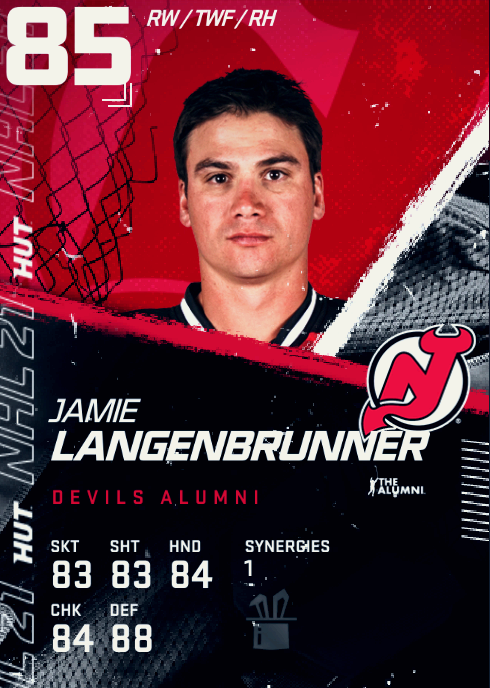 85
RW / TWF / RH
HUT NHL 21 HUT NHL 21
JAMIE
LANGENBRUNNER
DEVILS ALUMNI
THE
ALUMNI
SKT SHT HND SYNERGIES
83 83 84 1
CHK DEF
84 88